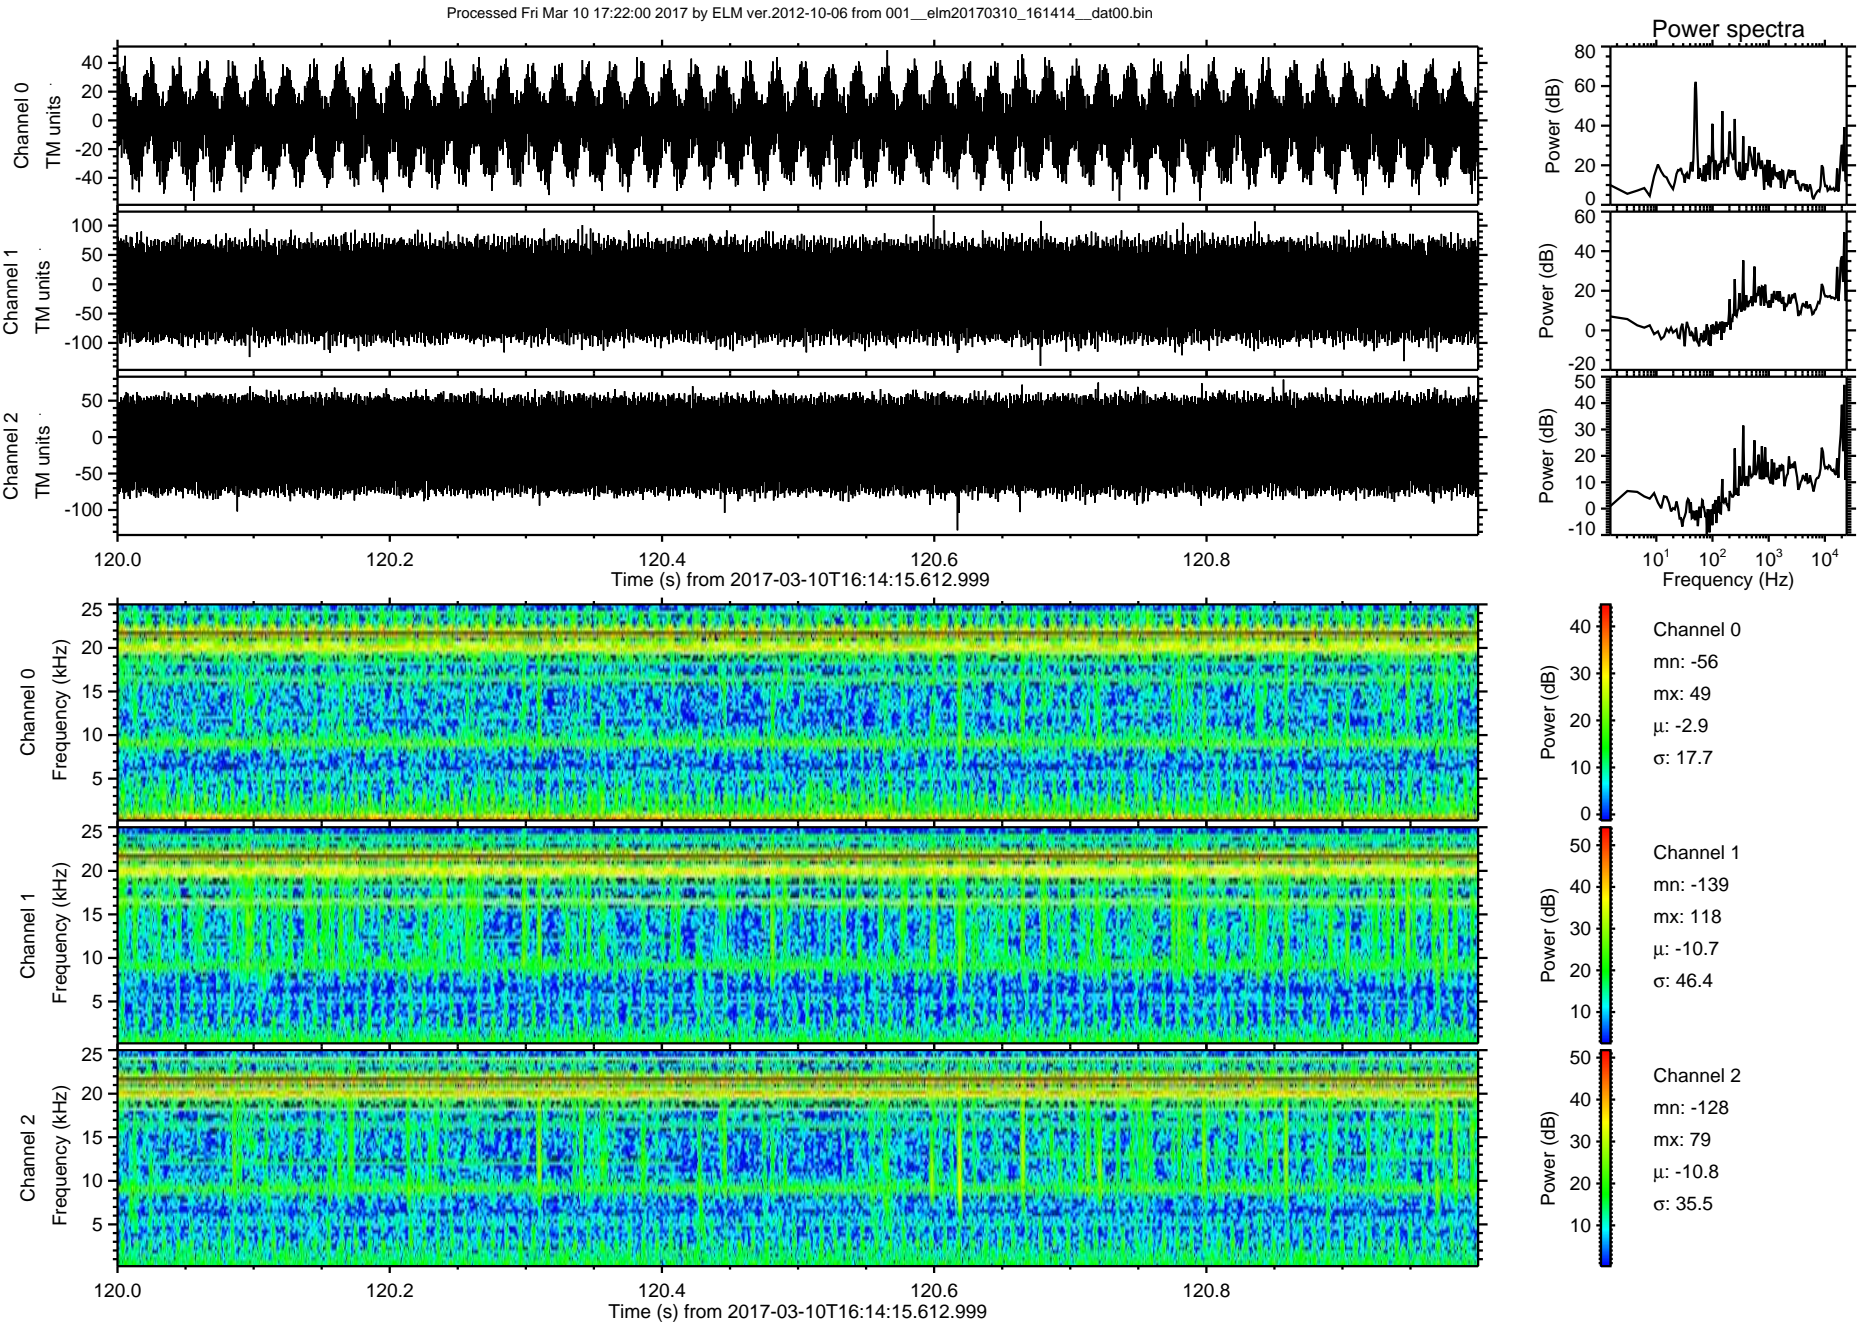 Processed Fri Mar 10 17:22:00 2017 by ELM ver.2012-10-06 from 001__elm20170310_161414__dat00.bin
Power spectra
Channel 0
TM units
40
20
0
-20
-40
Power (dB)
80
60
40
20
0
Channel 1
TM units
100
50
0
-50
-100
Power (dB)
60
40
20
0
-20
Channel 2
TM units
50
0
-50
-100
Power (dB)
50
40
30
20
10
0
-10
120.0 120.2 120.4 120.6 120.8
Time (s) from 2017-03-10T16:14:15.612.999
10¹ 10² 10³ 10⁴
Frequency (Hz)
Channel 0
Frequency (kHz)
25
20
15
10
5
Power (dB)
40
30
20
10
0
Channel 0
mn: -56
mx: 49
µ: -2.9
σ: 17.7
Channel 1
Frequency (kHz)
25
20
15
10
5
Power (dB)
50
40
30
20
10
Channel 1
mn: -139
mx: 118
µ: -10.7
σ: 46.4
Channel 2
Frequency (kHz)
25
20
15
10
5
Power (dB)
50
40
30
20
10
Channel 2
mn: -128
mx: 79
µ: -10.8
σ: 35.5
120.0 120.2 120.4 120.6 120.8
Time (s) from 2017-03-10T16:14:15.612.999